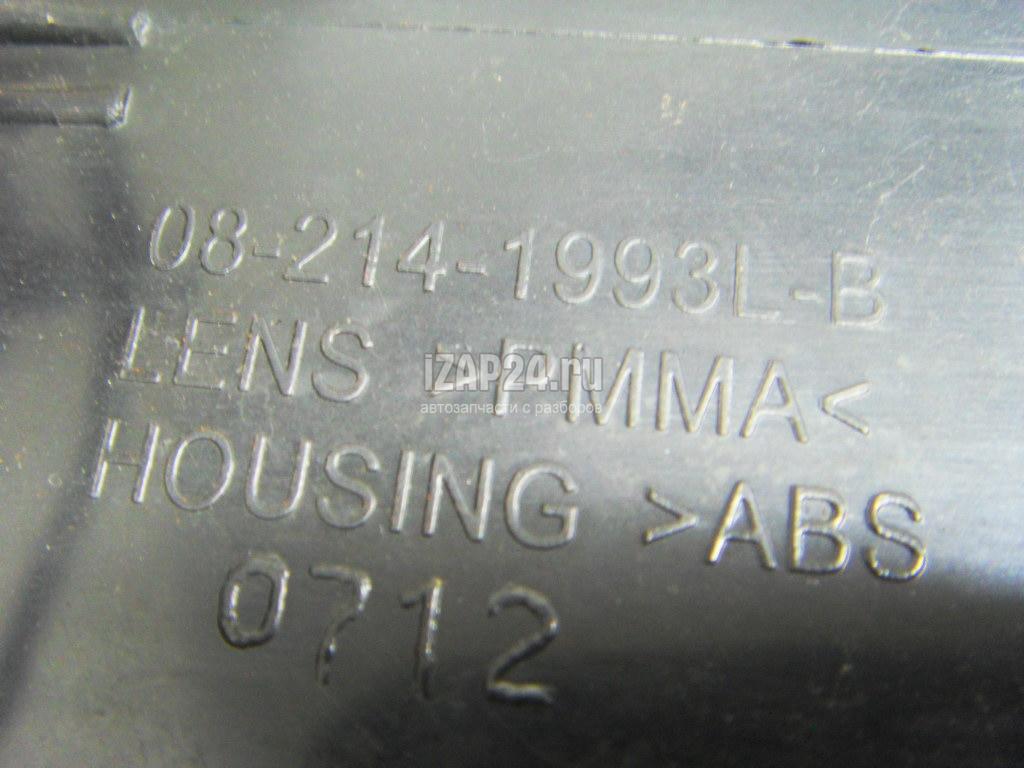 08-214-1993L-B
LENS >PMMA<
iZAP24.ru
автозапчасти с разборов
HOUSING >ABS
0712